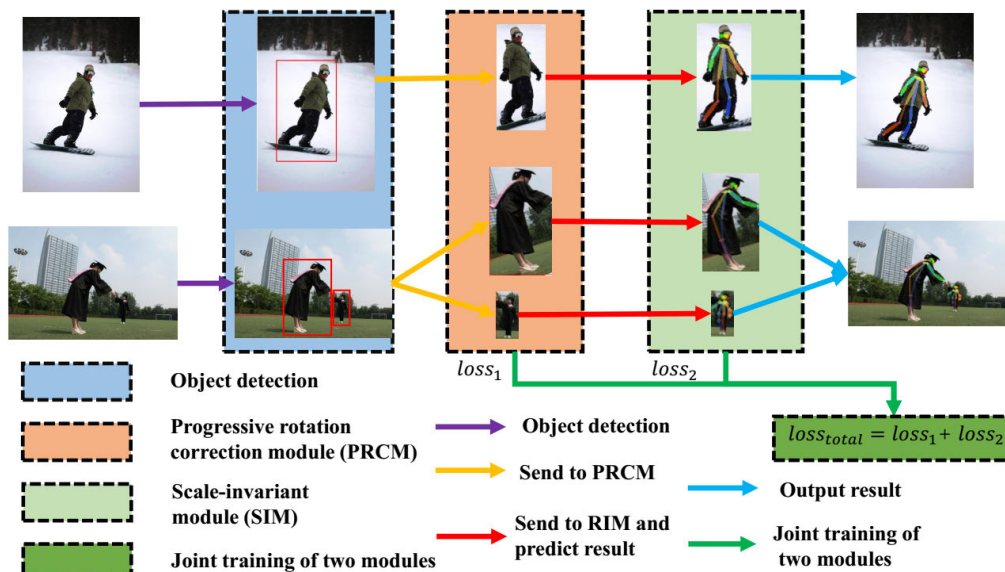 loss₁
loss₂
Object detection
Progressive rotation
correction module (PRCM)
Scale-invariant
module (SIM)
Joint training of two modules
Object detection
Send to PRCM
Send to RIM and
predict result
lossₜₒₜₐₗ = loss₁+ loss₂
Output result
Joint training of
two modules